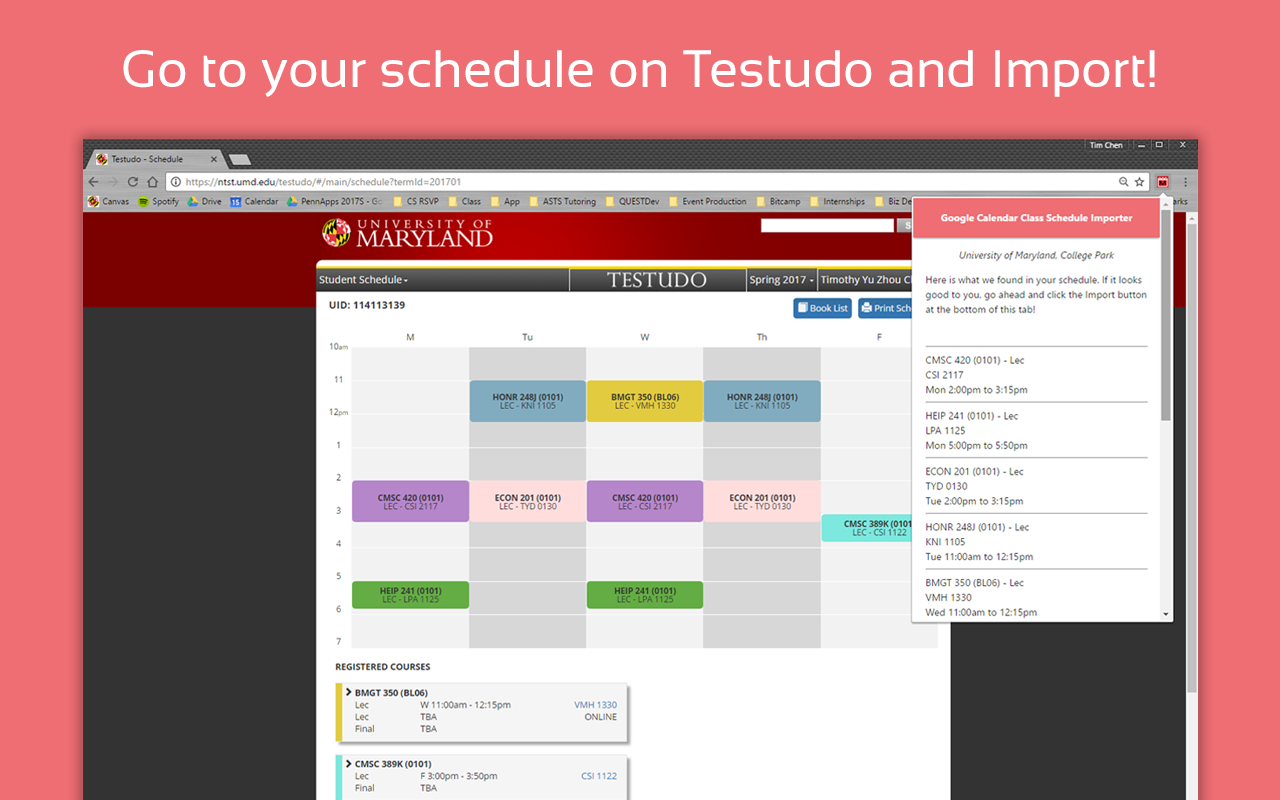 Go to your schedule on Testudo and Import!
Tim Chen
Testudo - Schedule
https://ntst.umd.edu/testudo/#/main/schedule?termId=201701
Canvas Spotify Drive Calendar PennApps 2017S - Go CS RSVP Class App ASTS Tutoring QUESTDev Event Production Bitcamp Internships Biz De
UNIVERSITY OF
MARYLAND
Student Schedule
TESTUDO
Spring 2017
Timothy Yu Zhou C
UID: 114113139
Book List
Print Sch
M Tu W Th F
10am
11
12pm
1
2
3
4
5
6
7
HONR 248J (0101)
LEC - KNI 1105
BMGT 350 (BL06)
LEC - VMH 1330
HONR 248J (0101)
LEC - KNI 1105
CMSC 420 (0101)
LEC - CSI 2117
ECON 201 (0101)
LEC - TYD 0130
CMSC 420 (0101)
LEC - CSI 2117
ECON 201 (0101)
LEC - TYD 0130
CMSC 389K (0101
LEC - CSI 1122
HEIP 241 (0101)
LEC - LPA 1125
HEIP 241 (0101)
LEC - LPA 1125
REGISTERED COURSES
BMGT 350 (BL06)
Lec W 11:00am - 12:15pm VMH 1330
Lec TBA ONLINE
Final TBA
CMSC 389K (0101)
Lec F 3:00pm - 3:50pm CSI 1122
Final TBA
Google Calendar Class Schedule Importer
University of Maryland, College Park
Here is what we found in your schedule. If it looks
good to you, go ahead and click the Import button
at the bottom of this tab!
CMSC 420 (0101) - Lec
CSI 2117
Mon 2:00pm to 3:15pm
HEIP 241 (0101) - Lec
LPA 1125
Mon 5:00pm to 5:50pm
ECON 201 (0101) - Lec
TYD 0130
Tue 2:00pm to 3:15pm
HONR 248J (0101) - Lec
KNI 1105
Tue 11:00am to 12:15pm
BMGT 350 (BL06) - Lec
VMH 1330
Wed 11:00am to 12:15pm